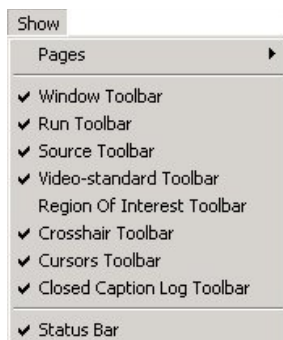 Show
Pages
Window Toolbar
Run Toolbar
Source Toolbar
Video-standard Toolbar
Region Of Interest Toolbar
Crosshair Toolbar
Cursors Toolbar
Closed Caption Log Toolbar
Status Bar